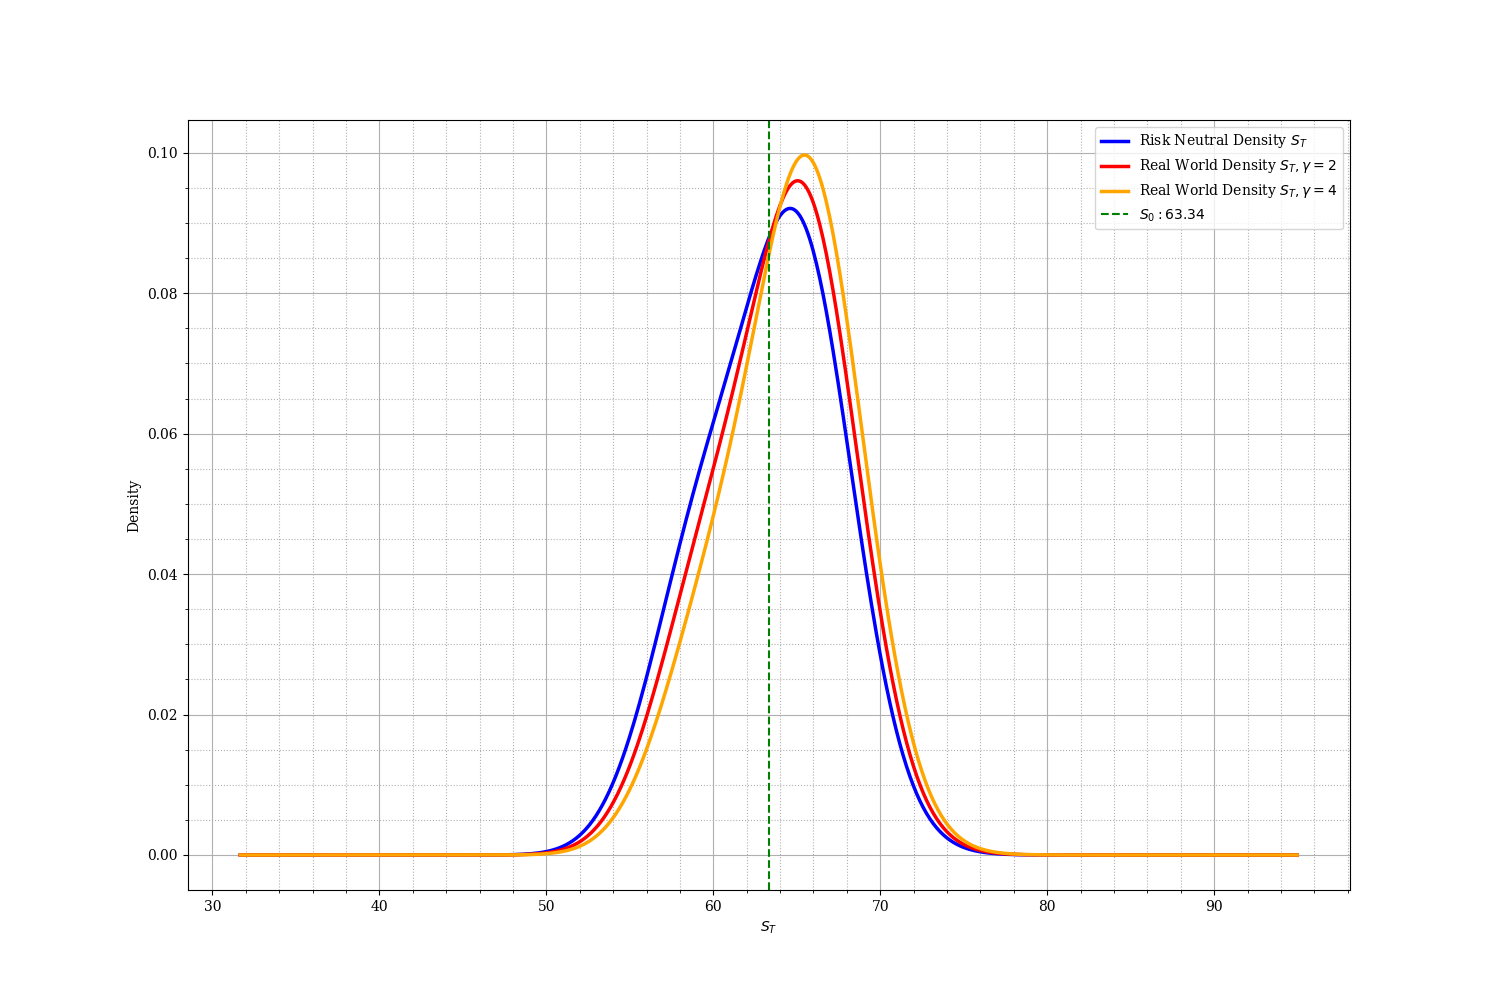 Risk Neutral Density S_T
Real World Density S_T, γ = 2
Real World Density S_T, γ = 4
S_0 : 63.34
0.10
0.08
0.06
0.04
0.02
0.00
Density
30 40 50 60 70 80 90
S_T